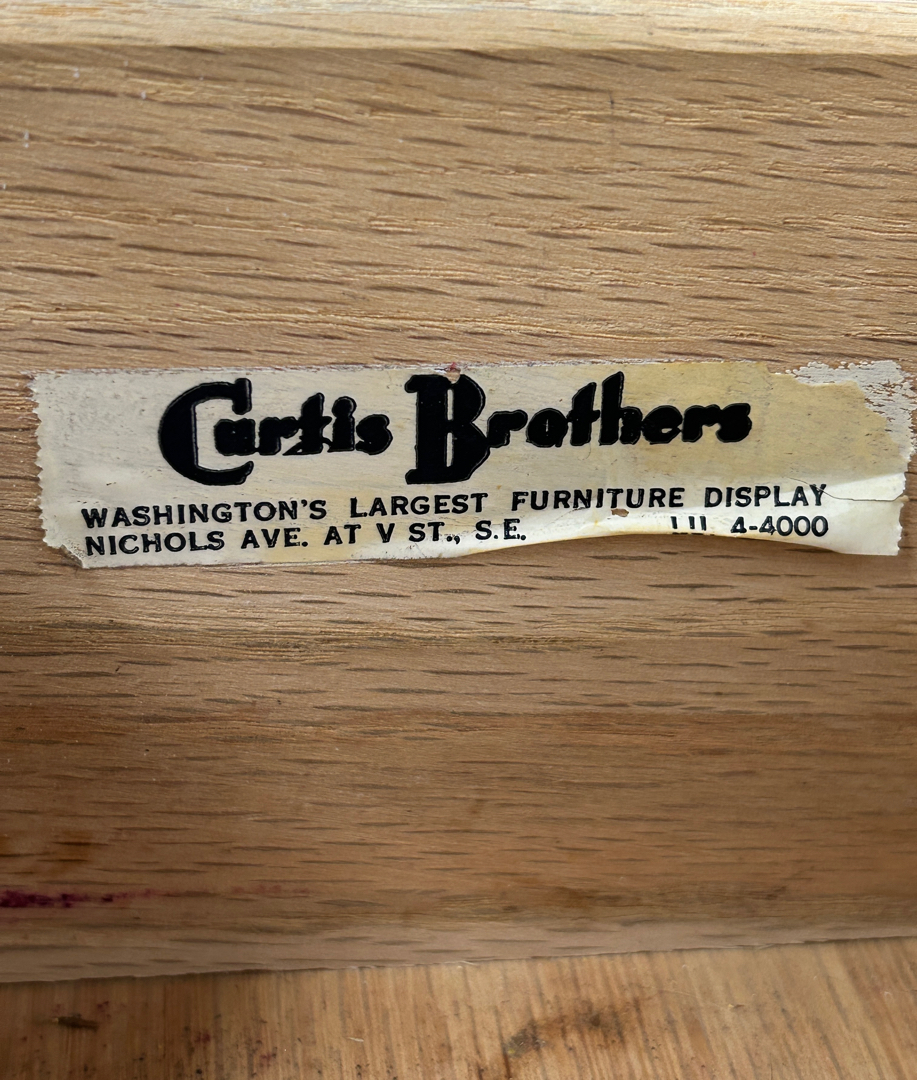 Curtis Brothers
WASHINGTON'S LARGEST FURNITURE DISPLAY
NICHOLS AVE. AT V ST., S.E. 4-4000